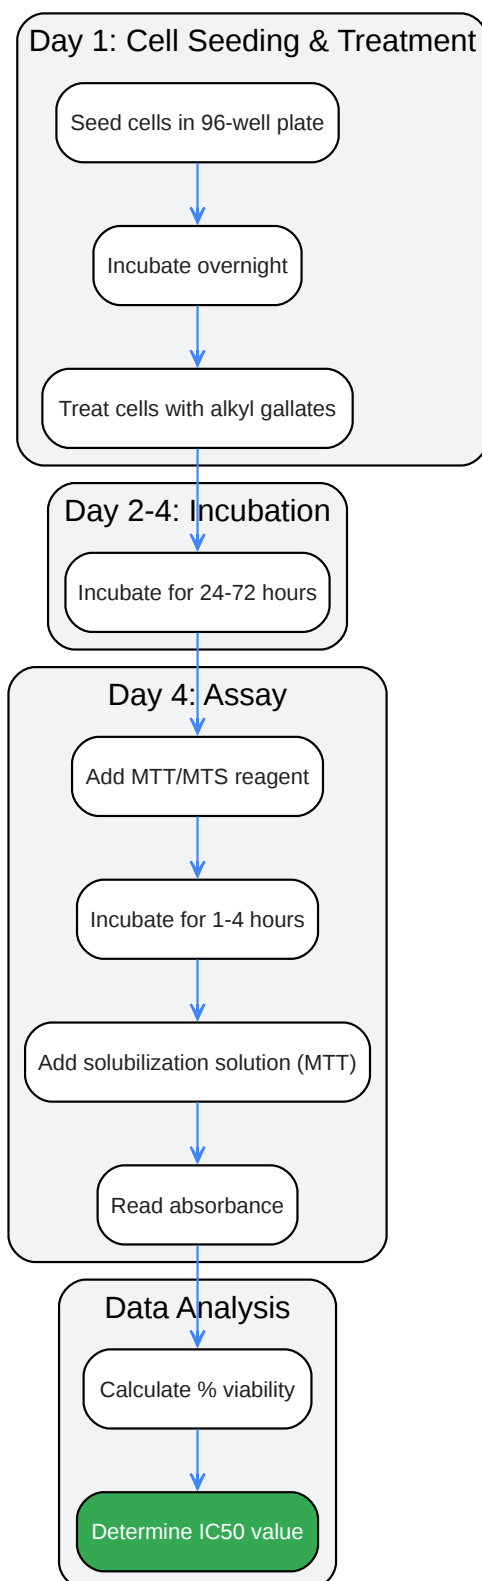 Day 1: Cell Seeding & Treatment
Seed cells in 96-well plate
Incubate overnight
Treat cells with alkyl gallates
Day 2-4: Incubation
Incubate for 24-72 hours
Day 4: Assay
Add MTT/MTS reagent
Incubate for 1-4 hours
Add solubilization solution (MTT)
Read absorbance
Data Analysis
Calculate % viability
Determine IC50 value